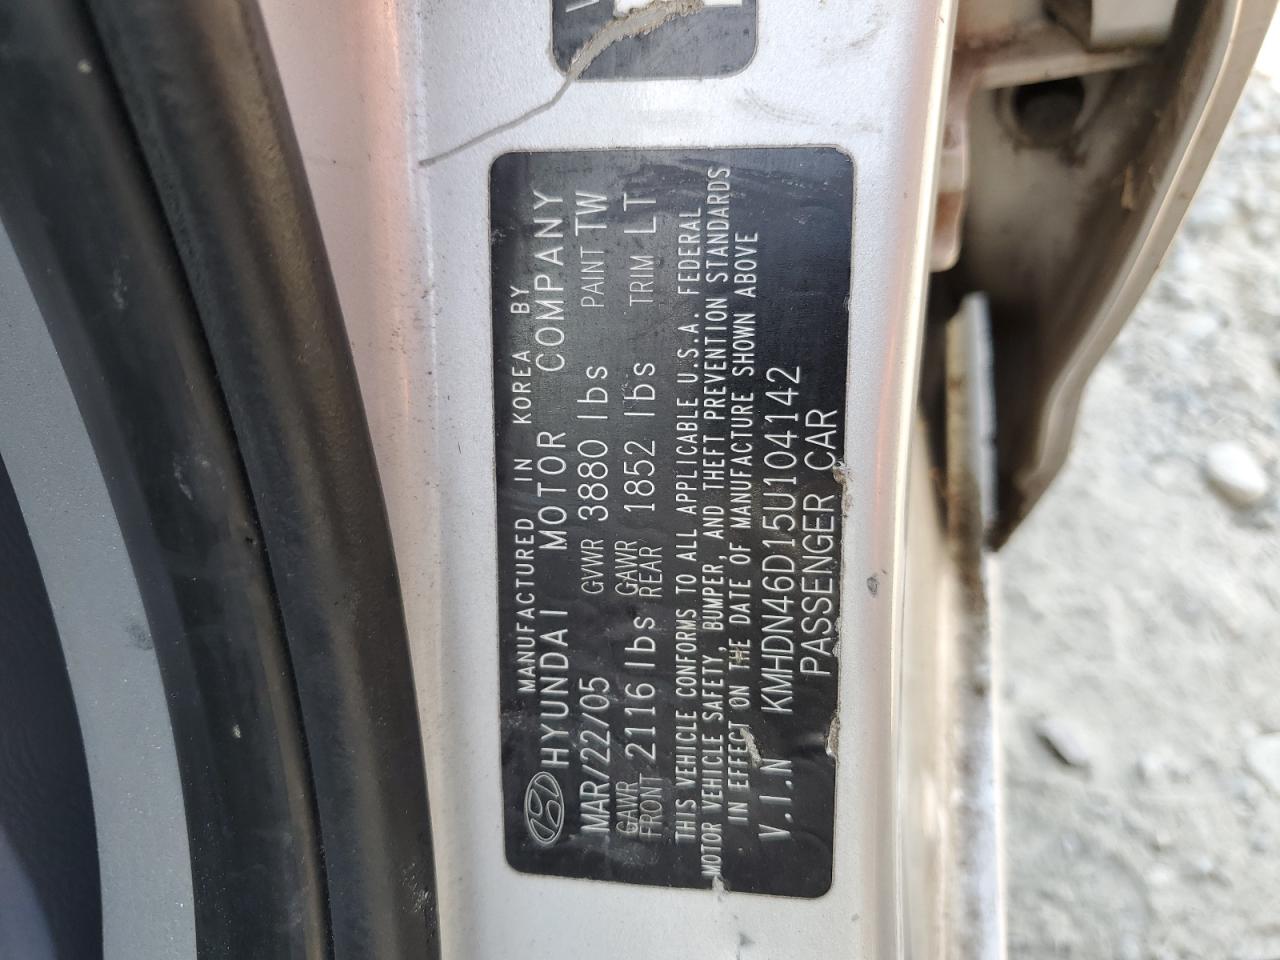 MANUFACTURED IN KOREA BY
HYUNDAI MOTOR COMPANY
MAR/22/05 GVWR 3880 lbs PAINT TW
GAWR FRONT 2116 lbs GAWR REAR 1852 lbs TRIM LT
THIS VEHICLE CONFORMS TO ALL APPLICABLE U.S.A. FEDERAL
MOTOR VEHICLE SAFETY, BUMPER, AND THEFT PREVENTION STANDARDS
IN EFFECT ON THE DATE OF MANUFACTURE SHOWN ABOVE
V.I.N KMHDN46D15U104142
PASSENGER CAR